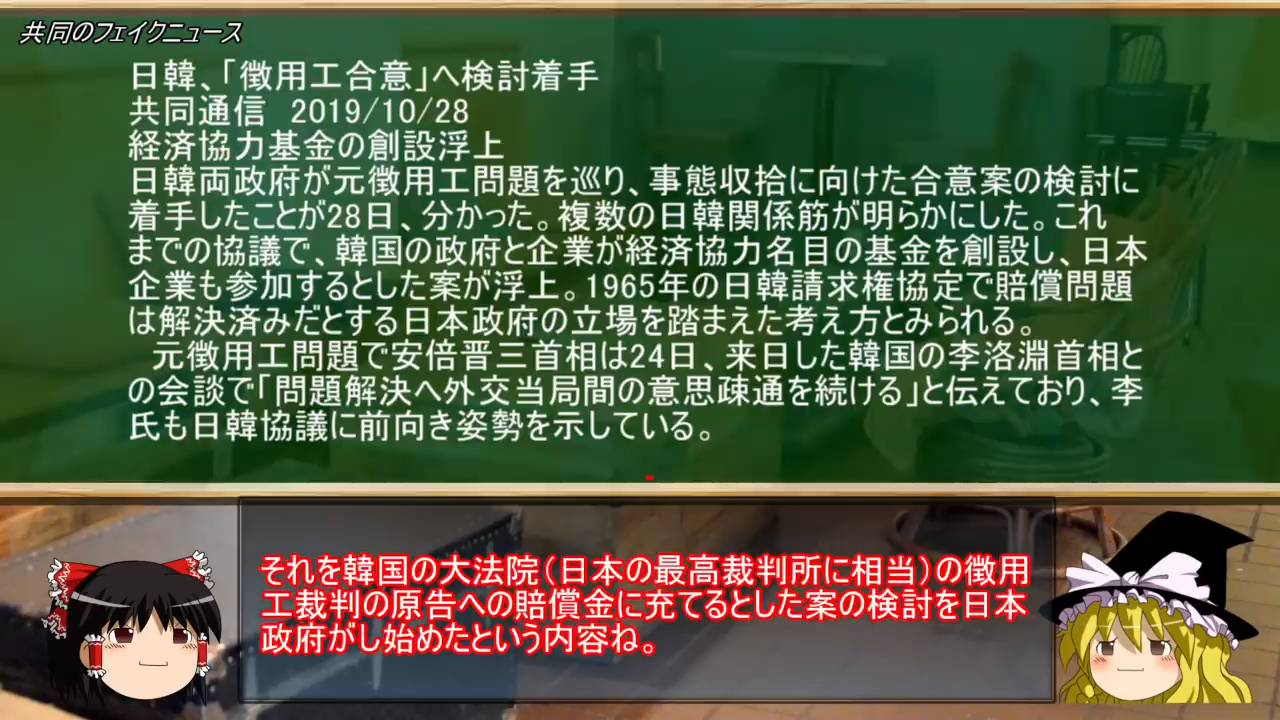 共同のフェイクニュース
日韓、「徴用工合意」へ検討着手
共同通信 2019/10/28
経済協力基金の創設浮上
日韓両政府が元徴用工問題を巡り、事態収拾に向けた合意案の検討に
着手したことが28日、分かった。複数の日韓関係筋が明らかにした。これ
までの協議で、韓国の政府と企業が経済協力名目の基金を創設し、日本
企業も参加するとした案が浮上。1965年の日韓請求権協定で賠償問題
は解決済みだとする日本政府の立場を踏まえた考え方とみられる。
　元徴用工問題で安倍晋三首相は24日、来日した韓国の李洛淵首相と
の会談で「問題解決へ外交当局間の意思疎通を続ける」と伝えており、李
氏も日韓協議に前向き姿勢を示している。
それを韓国の大法院（日本の最高裁判所に相当）の徴用
工裁判の原告への賠償金に充てるとした案の検討を日本
政府がし始めたという内容ね。